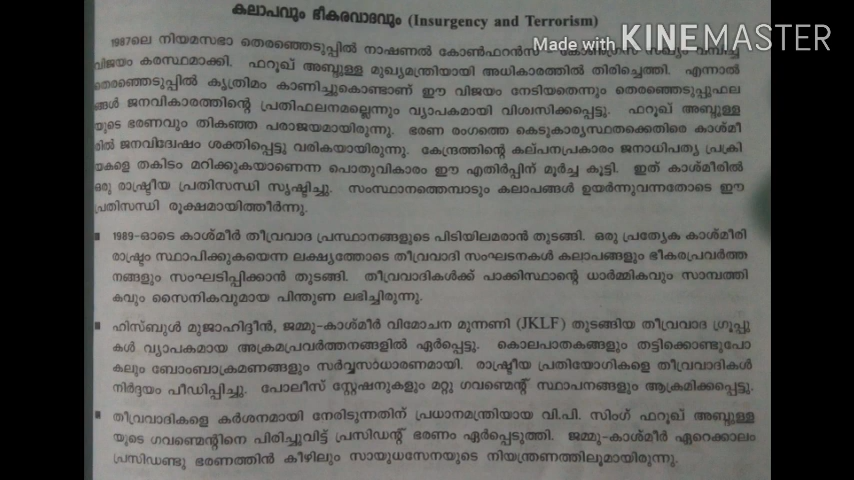 കലാപവും ഭീകരവാദവും (Insurgency and Terrorism)
Made with KINEMASTER
1987ലെ നിയമസഭാ തെരഞ്ഞെടുപ്പിൽ നാഷണൽ കോൺഫറൻസ് - കോൺഗ്രസ് സഖ്യം വമ്പിച്ച
വിജയം കരസ്ഥമാക്കി. ഫറൂഖ് അബ്ദുള്ള മുഖ്യമന്ത്രിയായി അധികാരത്തിൽ തിരിച്ചെത്തി. എന്നാൽ
തെരഞ്ഞെടുപ്പിൽ കൃത്രിമം കാണിച്ചുകൊണ്ടാണ് ഈ വിജയം നേടിയതെന്നും തെരഞ്ഞെടുപ്പുഫല
ങ്ങൾ ജനവികാരത്തിന്റെ പ്രതിഫലനമല്ലെന്നും വ്യാപകമായി വിശ്വസിക്കപ്പെട്ടു. ഫറൂഖ് അബ്ദുള്ള
യുടെ ഭരണവും തികഞ്ഞ പരാജയമായിരുന്നു. ഭരണ രംഗത്തെ കെടുകാര്യസ്ഥതക്കെതിരെ കാശ്മീ
രിൽ ജനവിദ്വേഷം ശക്തിപ്പെട്ടു വരികയായിരുന്നു. കേന്ദ്രത്തിന്റെ കല്പനപ്രകാരം ജനാധിപത്യ പ്രക്രി
യകളെ തകിടം മറിക്കുകയാണെന്ന പൊതുവികാരം ഈ എതിർപ്പിന് മൂർച്ച കൂട്ടി. ഇത് കാശ്മീരിൽ
ഒരു രാഷ്ട്രീയ പ്രതിസന്ധി സൃഷ്ടിച്ചു. സംസ്ഥാനത്തെമ്പാടും കലാപങ്ങൾ ഉയർന്നുവന്നതോടെ ഈ
പ്രതിസന്ധി രൂക്ഷമായിത്തീർന്നു.
■ 1989-ഓടെ കാശ്മീർ തീവ്രവാദ പ്രസ്ഥാനങ്ങളുടെ പിടിയിലമരാൻ തുടങ്ങി. ഒരു പ്രത്യേക കാശ്മീരി
രാഷ്ട്രം സ്ഥാപിക്കുകയെന്ന ലക്ഷ്യത്തോടെ തീവ്രവാദി സംഘടനകൾ കലാപങ്ങളും ഭീകരപ്രവർത്ത
നങ്ങളും സംഘടിപ്പിക്കാൻ തുടങ്ങി. തീവ്രവാദികൾക്ക് പാക്കിസ്ഥാന്റെ ധാർമ്മികവും സാമ്പത്തി
കവും സൈനികവുമായ പിന്തുണ ലഭിച്ചിരുന്നു.
■ ഹിസ്ബുൾ മുജാഹിദ്ദീൻ, ജമ്മു-കാശ്മീർ വിമോചന മുന്നണി (JKLF) തുടങ്ങിയ തീവ്രവാദ ഗ്രൂപ്പു
കൾ വ്യാപകമായ അക്രമപ്രവർത്തനങ്ങളിൽ ഏർപ്പെട്ടു. കൊലപാതകങ്ങളും തട്ടിക്കൊണ്ടുപോ
കലും ബോംബാക്രമണങ്ങളും സർവ്വസാധാരണമായി. രാഷ്ട്രീയ പ്രതിയോഗികളെ തീവ്രവാദികൾ
നിർദ്ദയം പീഡിപ്പിച്ചു. പോലീസ് സ്റ്റേഷനുകളും മറ്റു ഗവണ്മെന്റ് സ്ഥാപനങ്ങളും ആക്രമിക്കപ്പെട്ടു.
■ തീവ്രവാദികളെ കർശനമായി നേരിടുന്നതിന് പ്രധാനമന്ത്രിയായ വി.പി. സിംഗ് ഫറൂഖ് അബ്ദുള്ള
യുടെ ഗവണ്മെന്റിനെ പിരിച്ചുവിട്ട് പ്രസിഡന്റ് ഭരണം ഏർപ്പെടുത്തി. ജമ്മു-കാശ്മീർ ഏറെക്കാലം
പ്രസിഡണ്ടു ഭരണത്തിൻ കീഴിലും സായുധസേനയുടെ നിയന്ത്രണത്തിലുമായിരുന്നു.